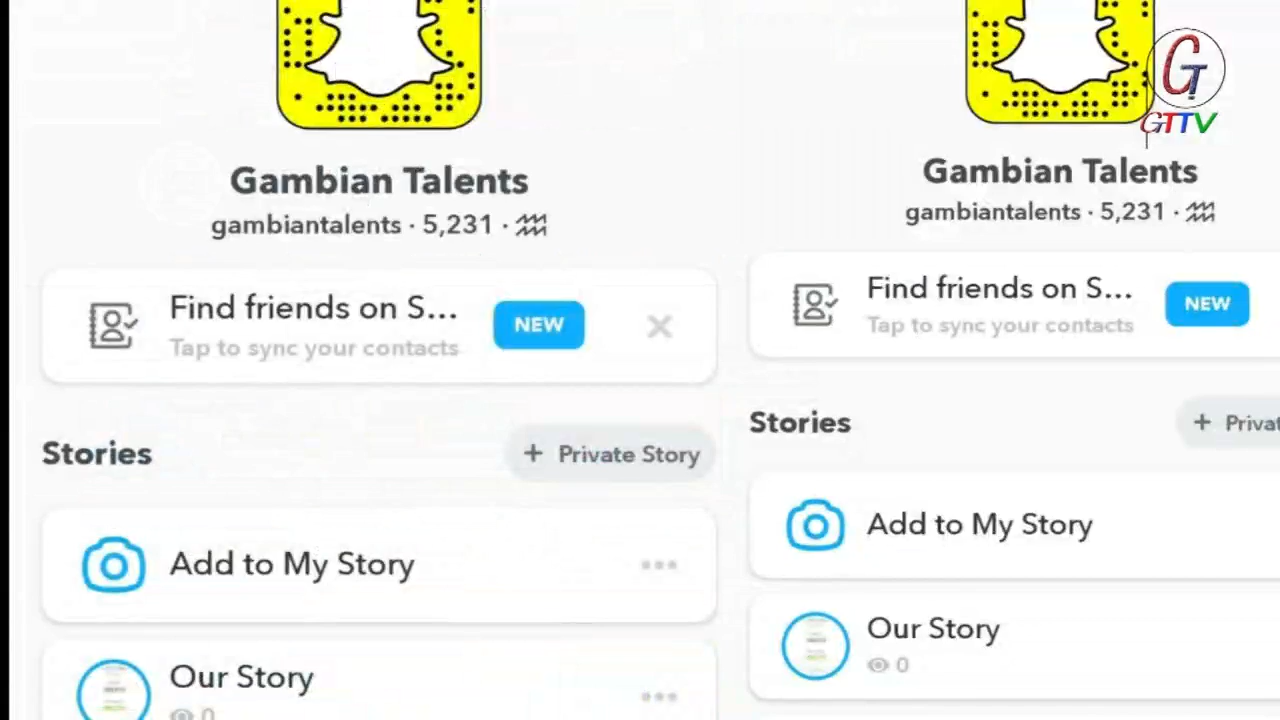 GT
GTTV
Gambian Talents
gambiantalents · 5,231 · ♒
Find friends on S...
NEW
Tap to sync your contacts
Stories
+ Private Story
Add to My Story
Our Story
0
Gambian Talents
gambiantalents · 5,231 · ♒
Find friends on S...
NEW
Tap to sync your contacts
Stories
+ Privat
Add to My Story
Our Story
0